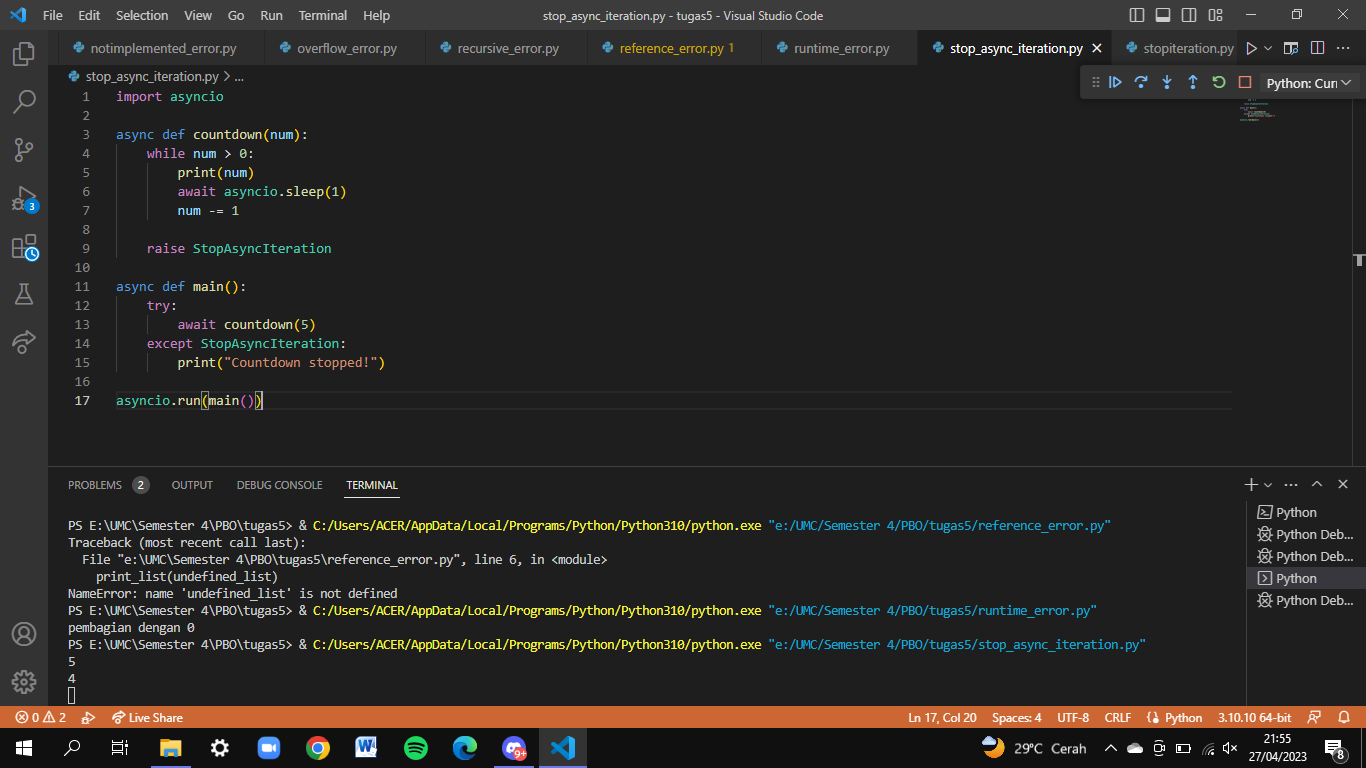 File Edit Selection View Go Run Terminal Help stop_async_iteration.py - tugas5 - Visual Studio Code
notimplemented_error.py overflow_error.py recursive_error.py reference_error.py 1 runtime_error.py stop_async_iteration.py stopiteration.py
stop_async_iteration.py > ...
Python: Curr
1 import asyncio
2
3 async def countdown(num):
4 while num > 0:
5 print(num)
6 await asyncio.sleep(1)
7 num -= 1
8
9 raise StopAsyncIteration
10
11 async def main():
12 try:
13 await countdown(5)
14 except StopAsyncIteration:
15 print("Countdown stopped!")
16
17 asyncio.run(main())
3
PROBLEMS 2 OUTPUT DEBUG CONSOLE TERMINAL
PS E:\UMC\Semester 4\PBO\tugas5> & C:/Users/ACER/AppData/Local/Programs/Python/Python310/python.exe "e:/UMC/Semester 4/PBO/tugas5/reference_error.py"
Traceback (most recent call last):
File "e:\UMC\Semester 4\PBO\tugas5\reference_error.py", line 6, in <module>
print_list(undefined_list)
NameError: name 'undefined_list' is not defined
PS E:\UMC\Semester 4\PBO\tugas5> & C:/Users/ACER/AppData/Local/Programs/Python/Python310/python.exe "e:/UMC/Semester 4/PBO/tugas5/runtime_error.py"
pembagian dengan 0
PS E:\UMC\Semester 4\PBO\tugas5> & C:/Users/ACER/AppData/Local/Programs/Python/Python310/python.exe "e:/UMC/Semester 4/PBO/tugas5/stop_async_iteration.py"
5
4
Python
Python Deb...
Python Deb...
Python
Python Deb...
0 2 Live Share Ln 17, Col 20 Spaces: 4 UTF-8 CRLF Python 3.10.10 64-bit
9+ 29°C Cerah 21:55
27/04/2023 8